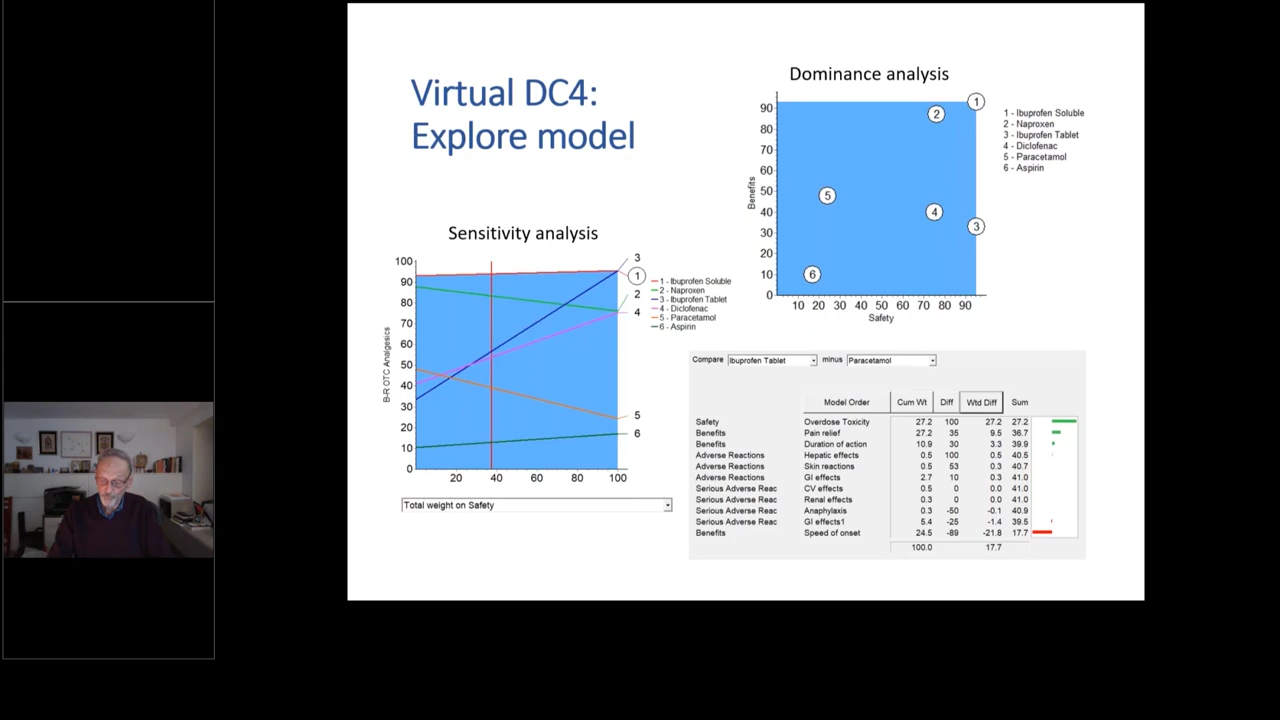 Virtual DC4:
Explore model
Dominance analysis
90
80
70
60
50
40
30
20
10
0
Benefits
1
2
5
4
3
6
10 20 30 40 50 60 70 80 90
Safety
1 - Ibuprofen Soluble
2 - Naproxen
3 - Ibuprofen Tablet
4 - Diclofenac
5 - Paracetamol
6 - Aspirin
Sensitivity analysis
100
90
80
70
60
50
40
30
20
10
0
B-R OTC Analgesics
3
1
2
4
5
6
20 40 60 80 100
1 - Ibuprofen Soluble
2 - Naproxen
3 - Ibuprofen Tablet
4 - Diclofenac
5 - Paracetamol
6 - Aspirin
Total weight on Safety
Compare Ibuprofen Tablet minus Paracetamol
Model Order Cum Wt Diff Wtd Diff Sum
Safety Overdose Toxicity 27.2 100 27.2 27.2
Benefits Pain relief 27.2 35 9.5 36.7
Benefits Duration of action 10.9 30 3.3 39.9
Adverse Reactions Hepatic effects 0.5 100 0.5 40.5
Adverse Reactions Skin reactions 0.5 53 0.3 40.7
Adverse Reactions GI effects 2.7 10 0.3 41.0
Serious Adverse Reac CV effects 0.5 0 0.0 41.0
Serious Adverse Reac Renal effects 0.3 0 0.0 41.0
Serious Adverse Reac Anaphylaxis 0.3 -50 -0.1 40.9
Serious Adverse Reac GI effects1 5.4 -25 -1.4 39.5
Benefits Speed of onset 24.5 -89 -21.8 17.7
100.0 17.7